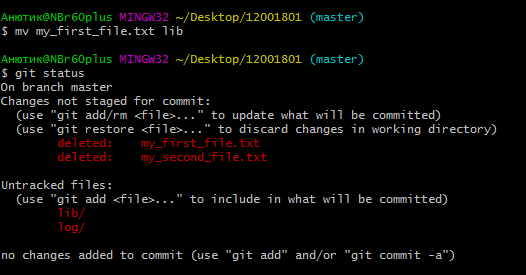 Анютик@NBr60plus MINGW32 ~/Desktop/12001801 (master)
$ mv my_first_file.txt lib
Анютик@NBr60plus MINGW32 ~/Desktop/12001801 (master)
$ git status
On branch master
Changes not staged for commit:
  (use "git add/rm <file>..." to update what will be committed)
  (use "git restore <file>..." to discard changes in working directory)
        deleted:    my_first_file.txt
        deleted:    my_second_file.txt
Untracked files:
  (use "git add <file>..." to include in what will be committed)
        lib/
        log/
no changes added to commit (use "git add" and/or "git commit -a")